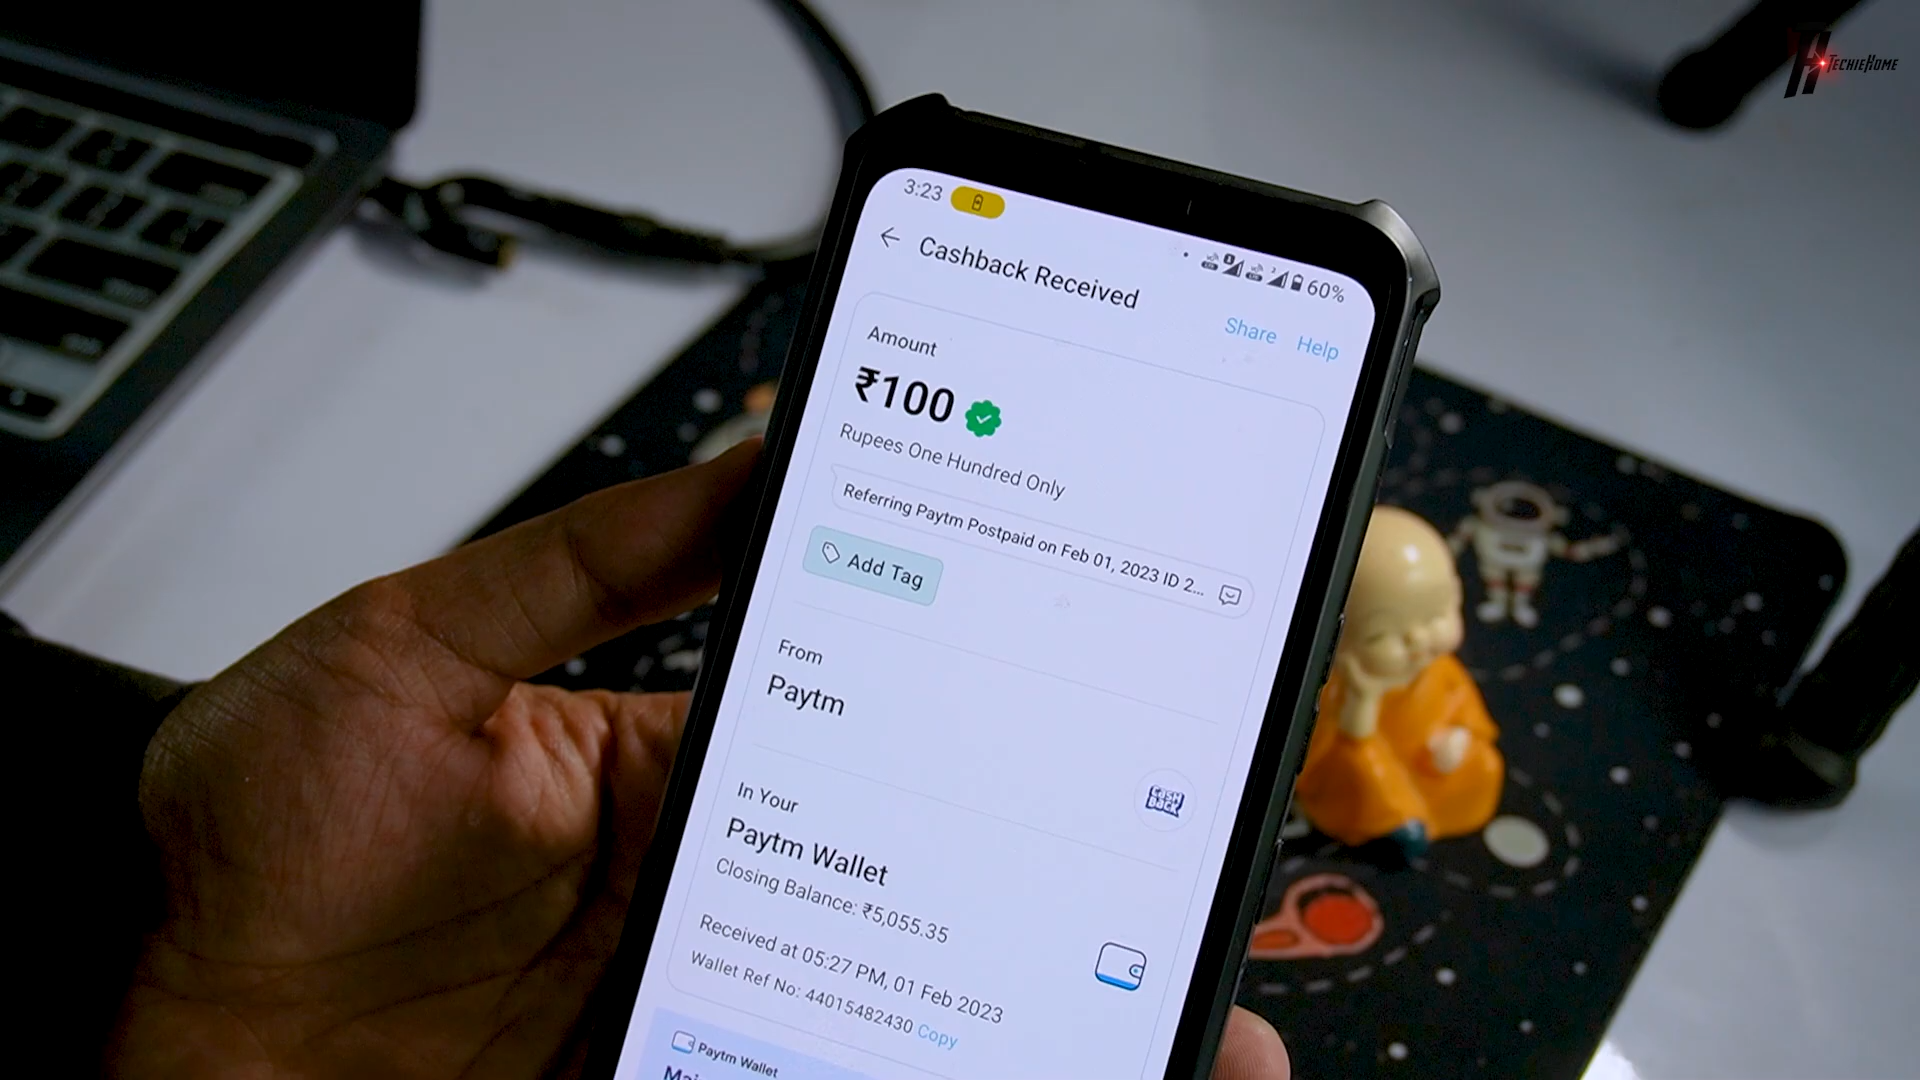 TECHIEHOME
3:23
60%
Cashback Received
Share Help
Amount
₹100
Rupees One Hundred Only
Referring Paytm Postpaid on Feb 01, 2023 ID 2...
Add Tag
From
Paytm
CASH BACK
In Your
Paytm Wallet
Closing Balance: ₹5,055.35
Received at 05:27 PM, 01 Feb 2023
Wallet Ref No: 44015482430 Copy
Paytm Wallet